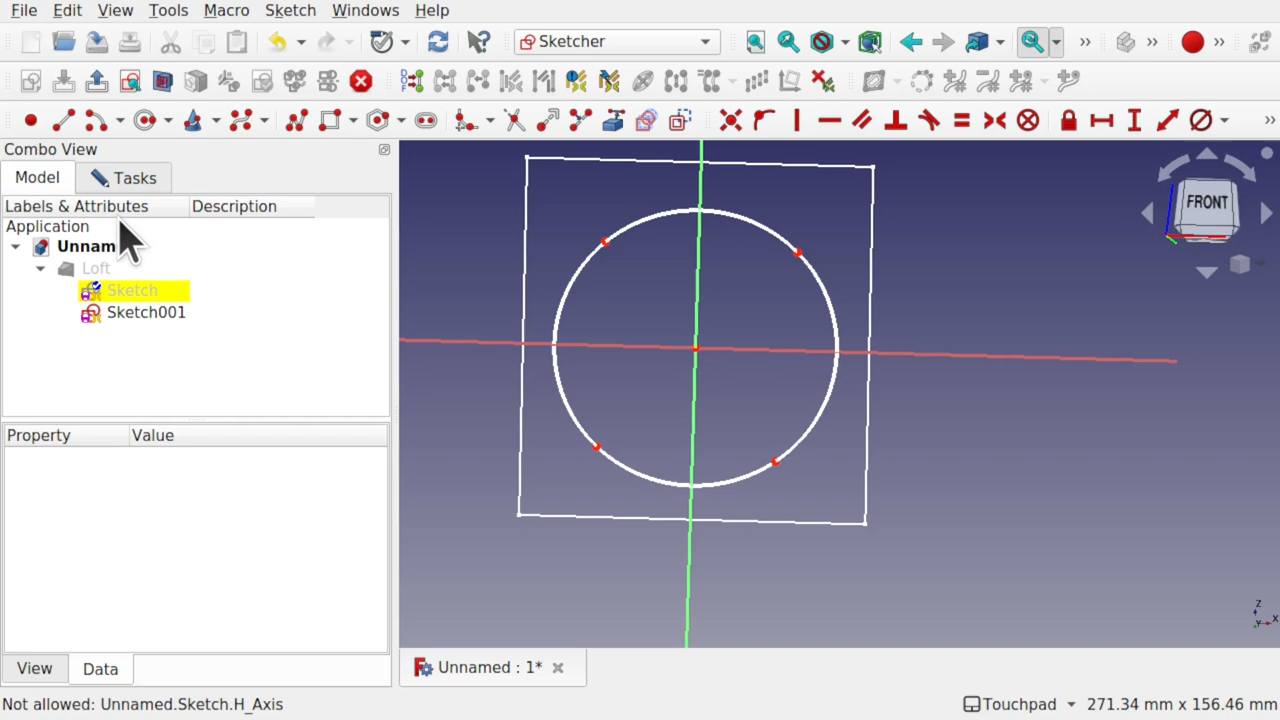 File Edit View Tools Macro Sketch Windows Help
Sketcher
Combo View
Model Tasks
Labels & Attributes Description
Application
Unnam
Loft
Sketch
Sketch001
Property Value
View Data
FRONT
Z
X
Y
Unnamed : 1*
Not allowed: Unnamed.Sketch.H_Axis Touchpad 271.34 mm x 156.46 mm